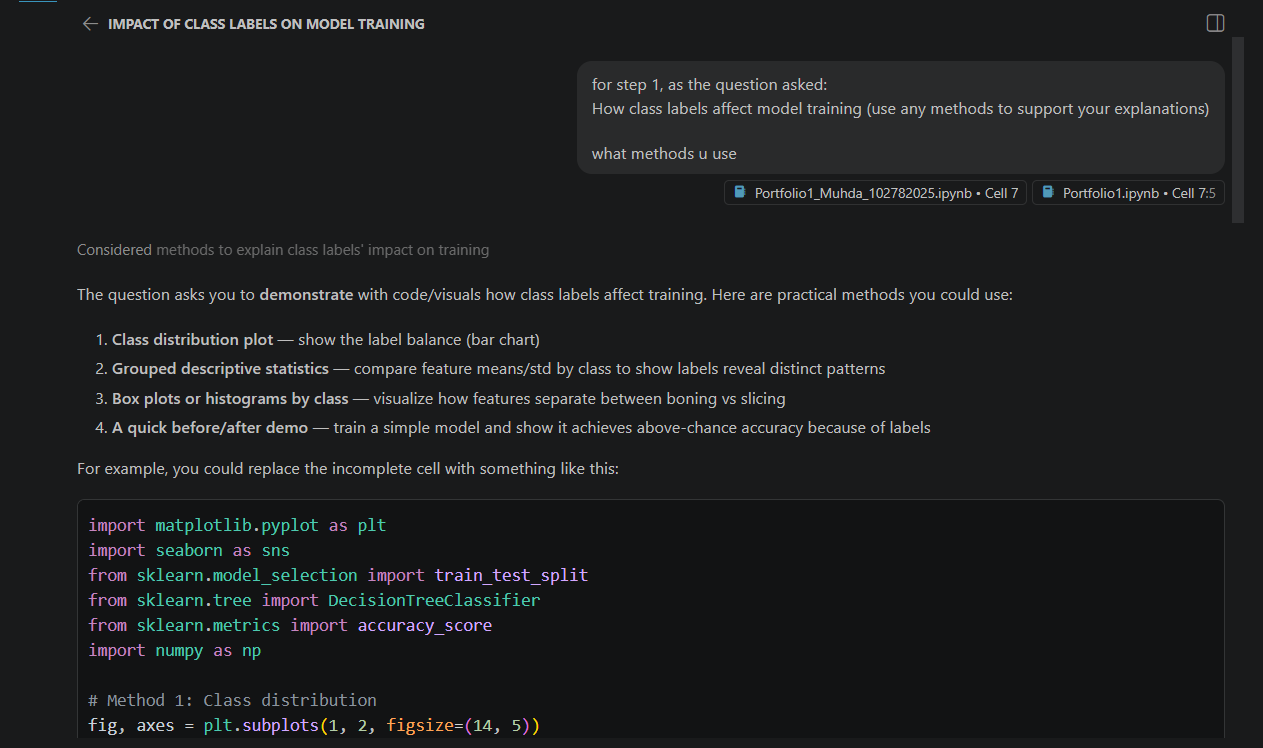 IMPACT OF CLASS LABELS ON MODEL TRAINING
for step 1, as the question asked:
How class labels affect model training (use any methods to support your explanations)
what methods u use
Portfolio1_Muhda_102782025.ipynb • Cell 7
Portfolio1.ipynb • Cell 7:5
Considered methods to explain class labels' impact on training
The question asks you to demonstrate with code/visuals how class labels affect training. Here are practical methods you could use:
1. Class distribution plot — show the label balance (bar chart)
2. Grouped descriptive statistics — compare feature means/std by class to show labels reveal distinct patterns
3. Box plots or histograms by class — visualize how features separate between boning vs slicing
4. A quick before/after demo — train a simple model and show it achieves above-chance accuracy because of labels
For example, you could replace the incomplete cell with something like this:
import matplotlib.pyplot as plt
import seaborn as sns
from sklearn.model_selection import train_test_split
from sklearn.tree import DecisionTreeClassifier
from sklearn.metrics import accuracy_score
import numpy as np
# Method 1: Class distribution
fig, axes = plt.subplots(1, 2, figsize=(14, 5))